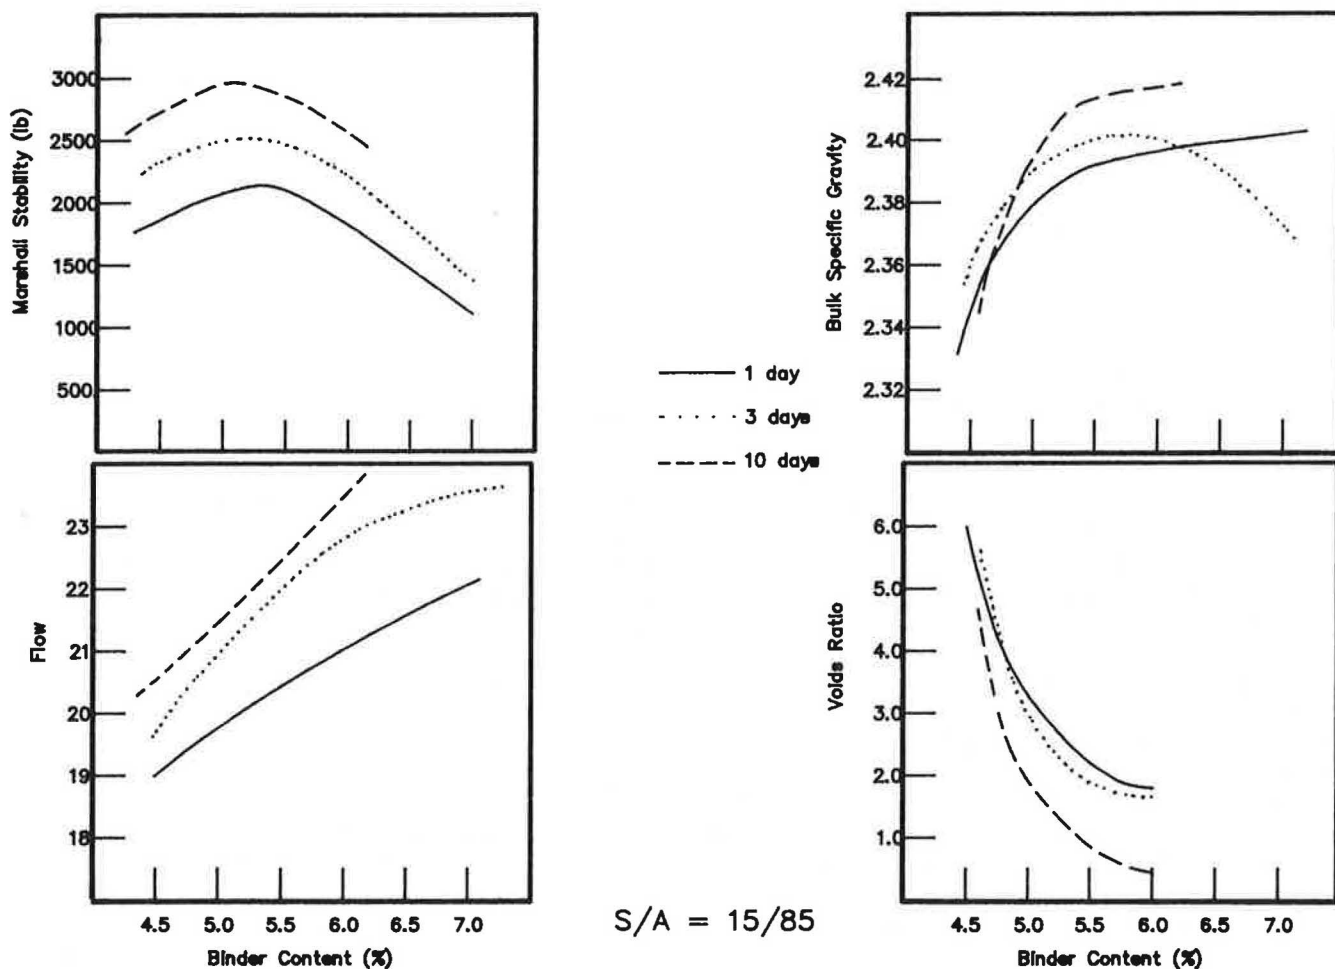 Marshall Stability (lb)
3000
2500
2000
1500
1000
500
Bulk Specific Gravity
2.42
2.40
2.38
2.36
2.34
2.32
1 day
3 days
10 days
Flow
23
22
21
20
19
18
4.5 5.0 5.5 6.0 6.5 7.0
Binder Content (%)
Voids Ratio
6.0
5.0
4.0
3.0
2.0
1.0
4.5 5.0 5.5 6.0 6.5 7.0
Binder Content (%)
S/A = 15/85